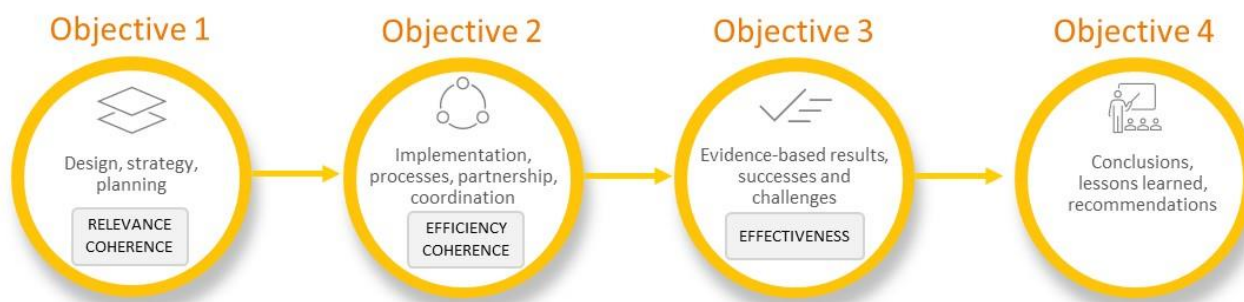 Objective 1
Design, strategy,
planning
RELEVANCE
COHERENCE
Objective 2
Implementation,
processes, partnership,
coordination
EFFICIENCY
COHERENCE
Objective 3
Evidence-based results,
successes and
challenges
EFFECTIVENESS
Objective 4
Conclusions,
lessons learned,
recommendations